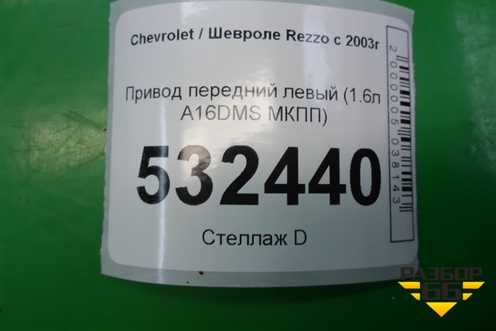 Chevrolet / Шевроле Rezzo с 2003г
Привод передний левый (1.6л
A16DMS МКПП)
532440
Стеллаж D
2000005038143
РАЗБОР
66